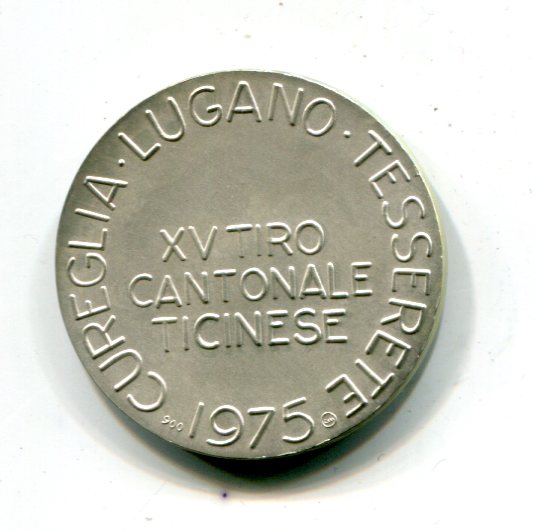 CUREGLIA · LUGANO · TESSERETE
XV TIRO
CANTONALE
TICINESE
900
1975